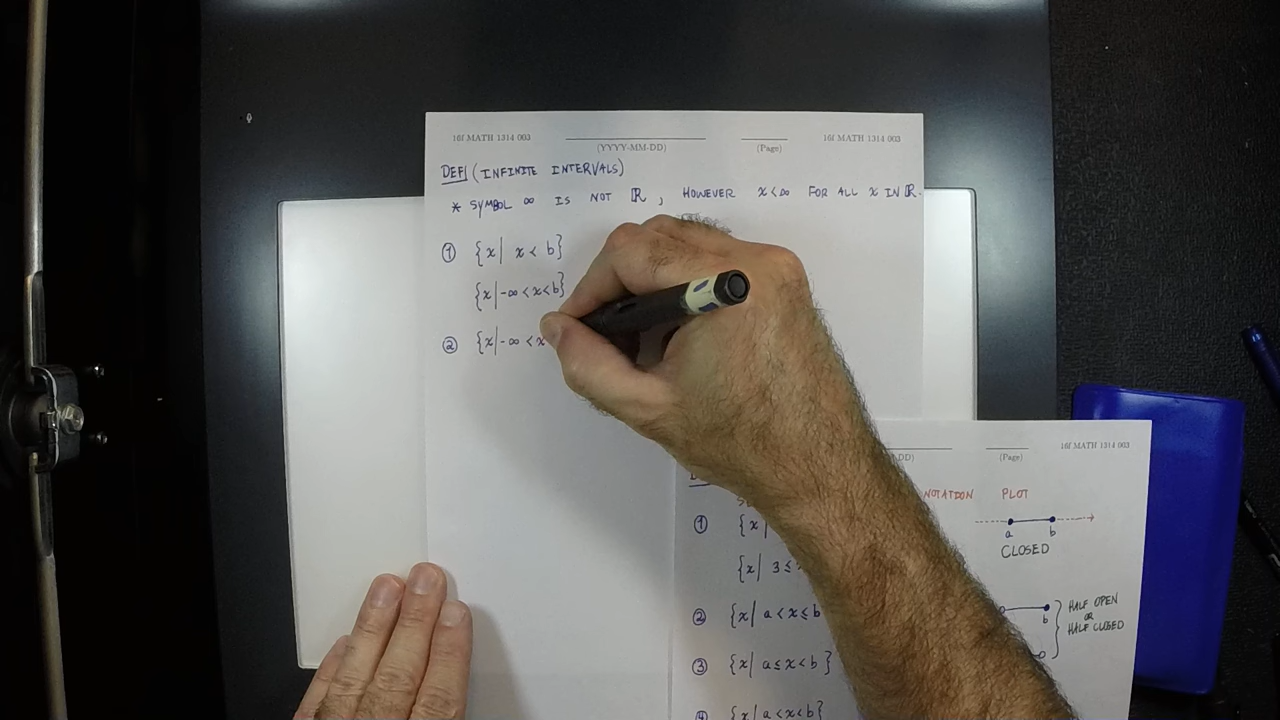 16f MATH 1314 003 (YYYY-MM-DD) (Page) 16f MATH 1314 003
DEF (INFINITE INTERVALS)
* SYMBOL ∞ IS NOT ℝ, HOWEVER x<∞ FOR ALL x IN ℝ.
① {x| x < b}
{x|-∞ < x<b}
② {x|-∞ < x
(Page) 16f MATH 1314 003
NOTATION PLOT
① {x|
a b
CLOSED
{x| 3 ≤
② {x| a < x ≤ b
b
HALF OPEN
OR
HALF CLOSED
③ {x| a ≤ x < b}
④ {x| a < x < b}